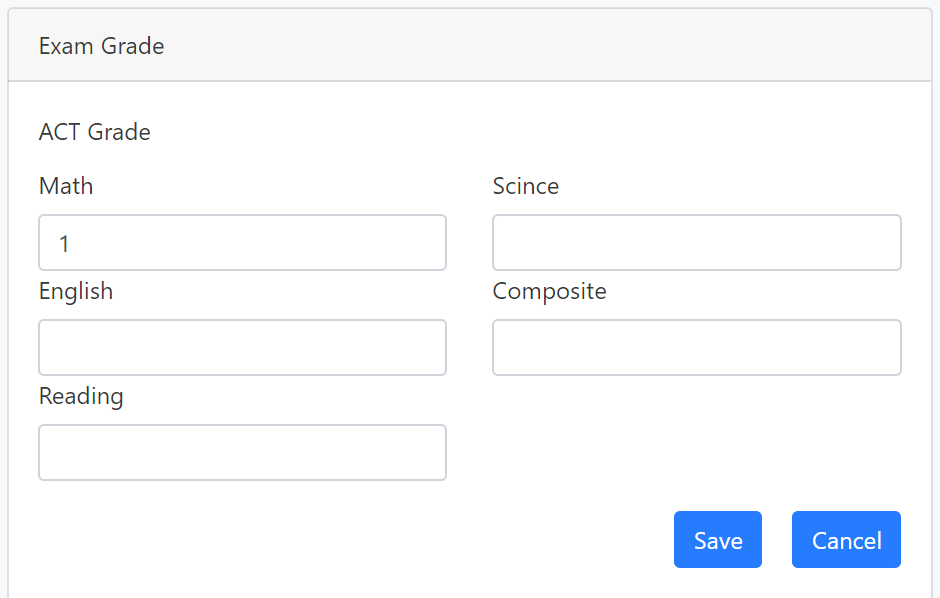 Exam Grade
ACT Grade
Math
Scince
1
English
Composite
Reading
Save
Cancel